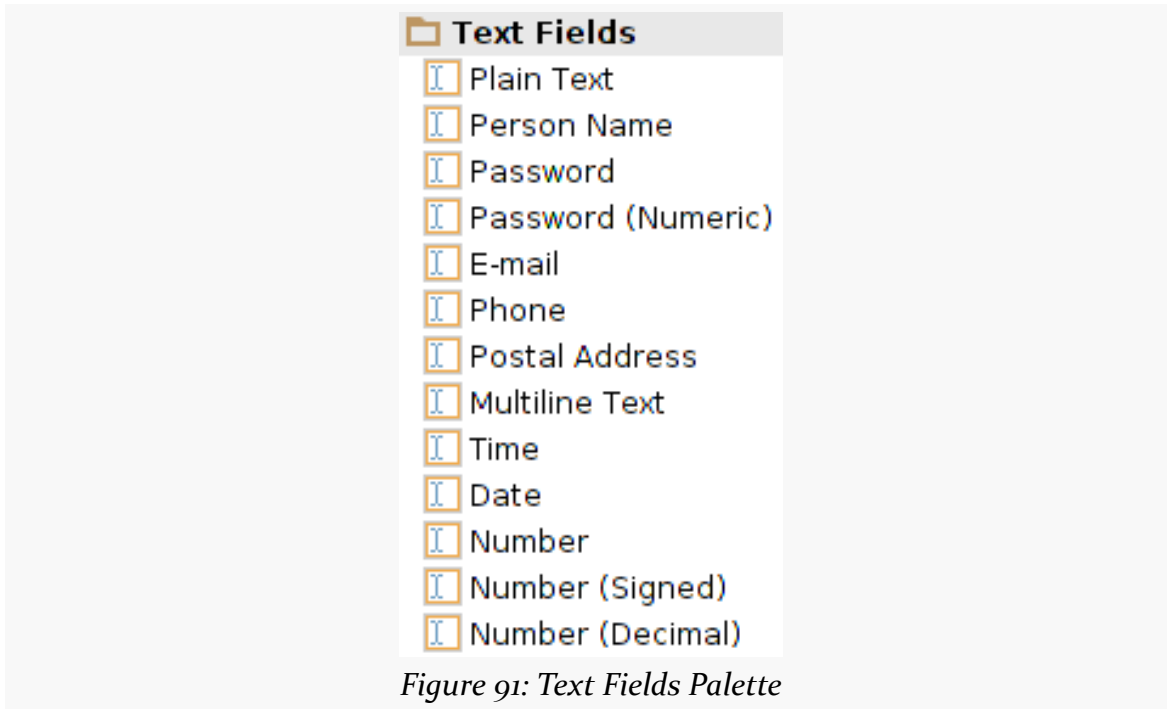 Text Fields
Plain Text
Person Name
Password
Password (Numeric)
E-mail
Phone
Postal Address
Multiline Text
Time
Date
Number
Number (Signed)
Number (Decimal)
Figure 91: Text Fields Palette